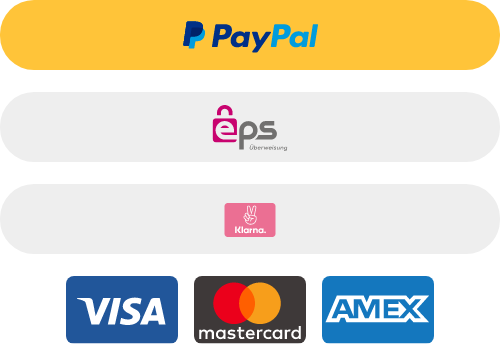 PayPal
eps
Überweisung
Klarna.
VISA
mastercard
AMEX